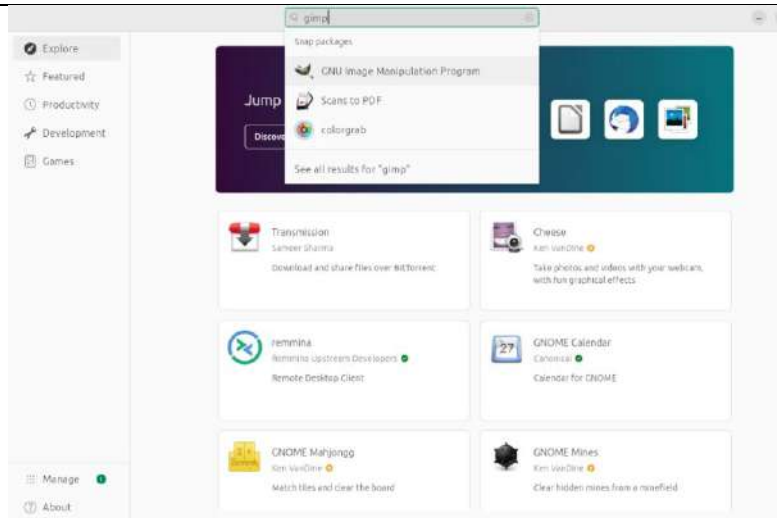 gimp
Explore
Featured
Productivity
Development
Games
Snap packages
GNU Image Manipulation Program
Scans to PDF
colorgrab
See all results for "gimp"
Jump
Discove
Transmission
Sameer Sharma
Download and share files over BitTorrent
Cheese
Ken VanDine
Take photos and videos with your webcam,
with fun graphical effects
remmina
Remmina Upstream Developers
Remote Desktop Client
27
GNOME Calendar
Canonical
Calendar for GNOME
GNOME Mahjongg
Ken VanDine
Match tiles and clear the board
GNOME Mines
Ken VanDine
Clear hidden mines from a minefield
Manage
About